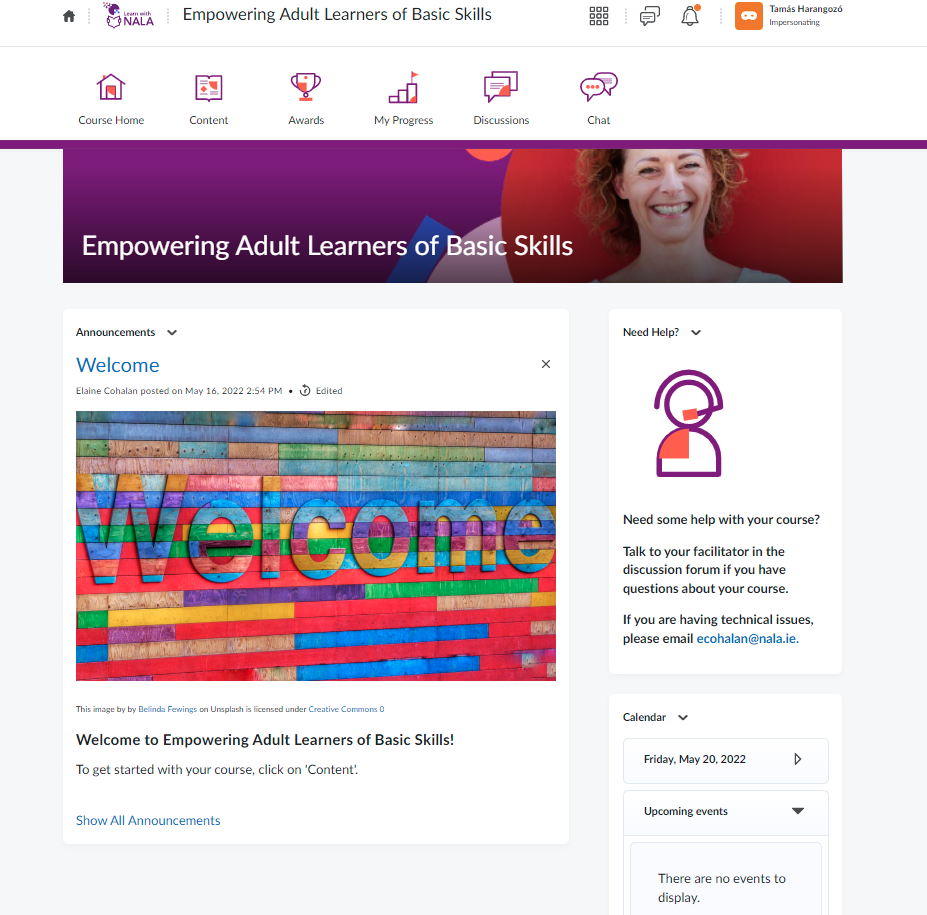 Learn with
NALA
Empowering Adult Learners of Basic Skills
Tamás Harangozó
Impersonating
Course Home
Content
Awards
My Progress
Discussions
Chat
Empowering Adult Learners of Basic Skills
Announcements
Welcome
Elaine Cohalan posted on May 16, 2022 2:54 PM • Edited
Welcome
This image by by Belinda Fewings on Unsplash is licensed under Creative Commons 0
Welcome to Empowering Adult Learners of Basic Skills!
To get started with your course, click on 'Content'.
Show All Announcements
Need Help?
Need some help with your course?
Talk to your facilitator in the
discussion forum if you have
questions about your course.
If you are having technical issues,
please email ecohalan@nala.ie.
Calendar
Friday, May 20, 2022
Upcoming events
There are no events to
display.